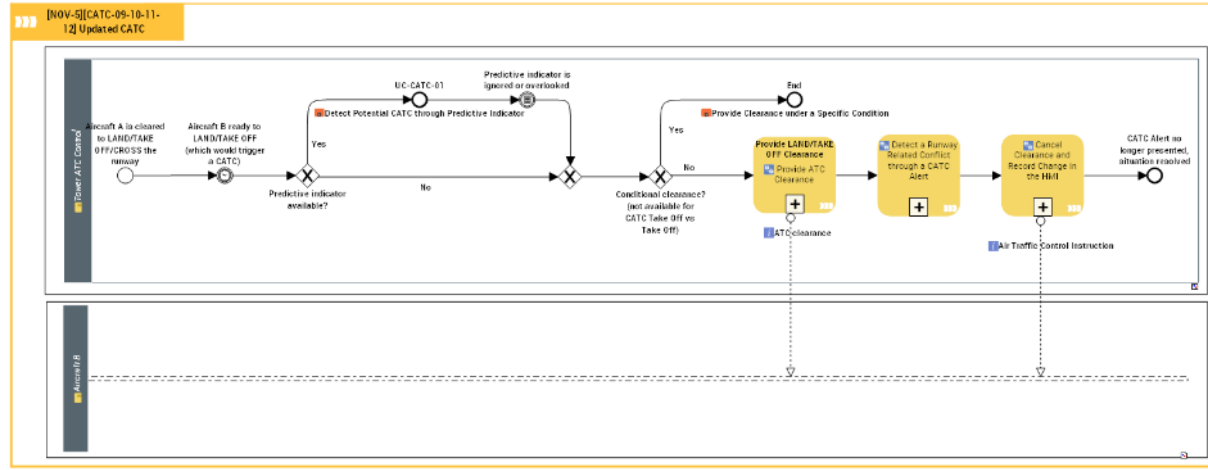 [NOV-5][CATC-09-10-11-
12] Updated CATC
Tower ATC Control
Aircraft A is cleared
to LAND/TAKE
OFF/CROSS the
runway
Aircraft B ready to
LAND/TAKE OFF
(which would trigger
a CATC)
Predictive indicator
available?
Yes
No
UC-CATC-01
Detect Potential CATC through Predictive Indicator
Predictive indicator is
ignored or overlooked
Conditional clearance?
(not available for
CATC Take Off vs
Take Off)
Yes
No
End
Provide Clearance under a Specific Condition
Provide LAND/TAKE
OFF Clearance
Provide ATC
Clearance
ATC clearance
Detect a Runway
Related Conflict
through a CATC
Alert
Cancel
Clearance and
Record Change in
the HMI
Air Traffic Control Instruction
CATC Alert no
longer presented,
situation resolved
Aircraft B